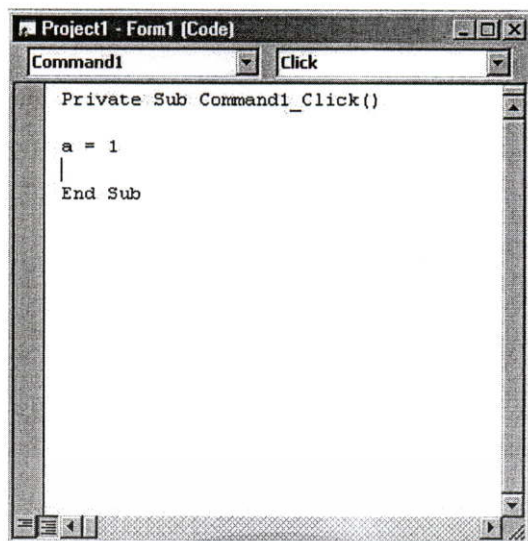 Project1 - Form1 (Code)
Command1 Click
Private Sub Command1_Click()
a = 1
End Sub